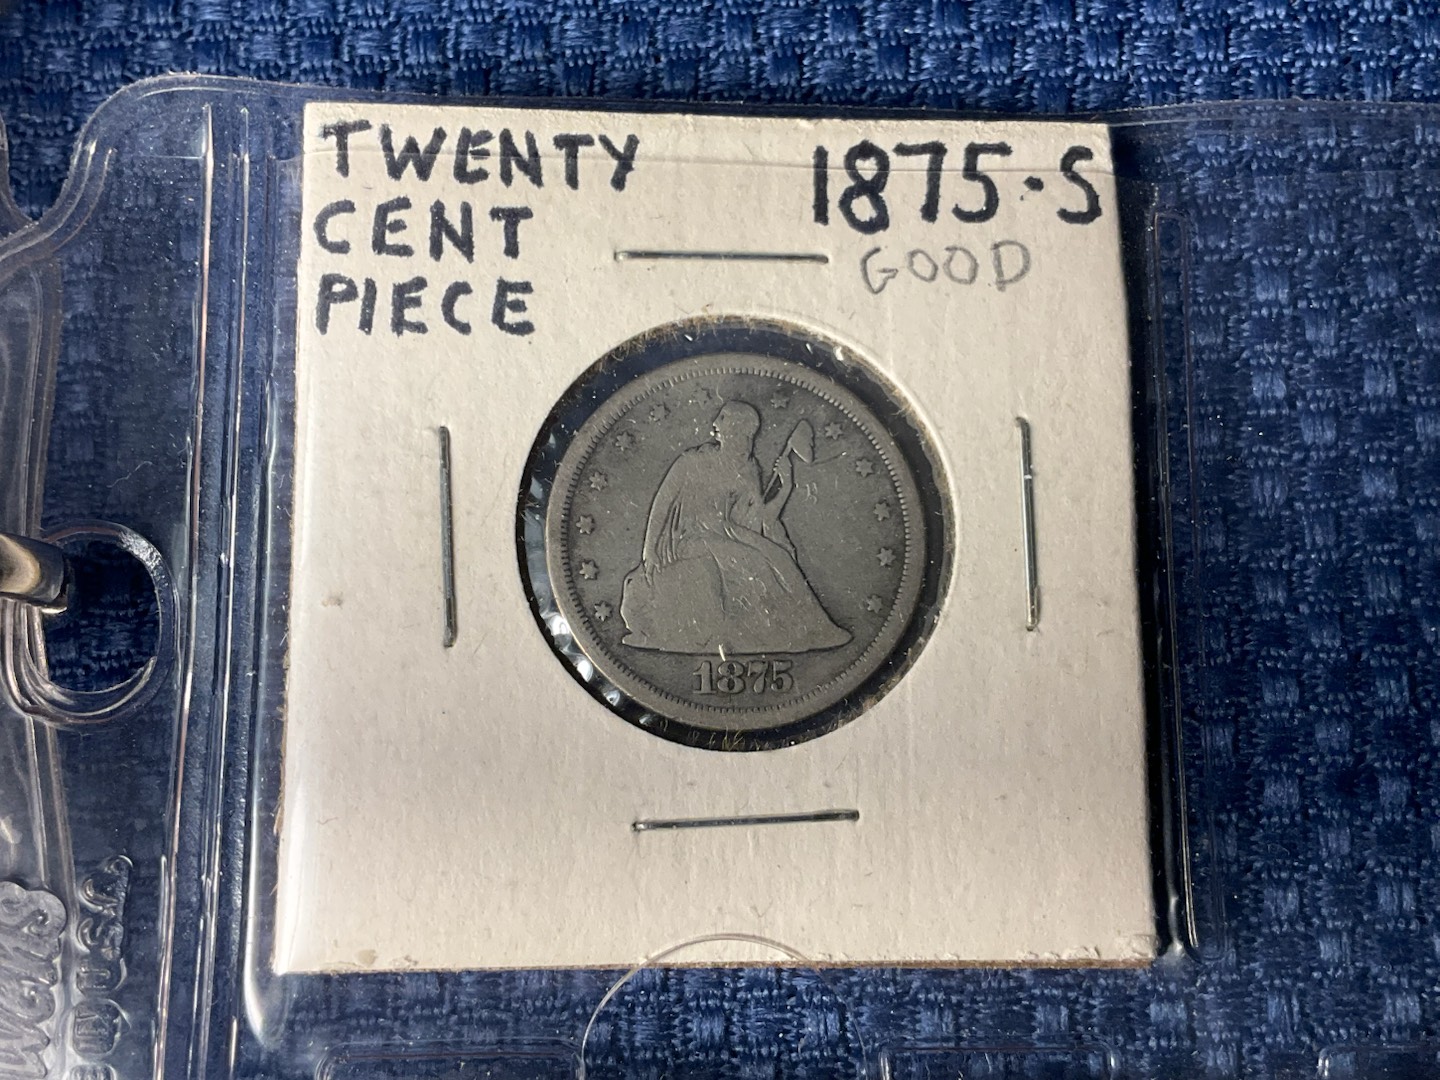 TWENTY
CENT
PIECE
1875-S
GOOD
1875